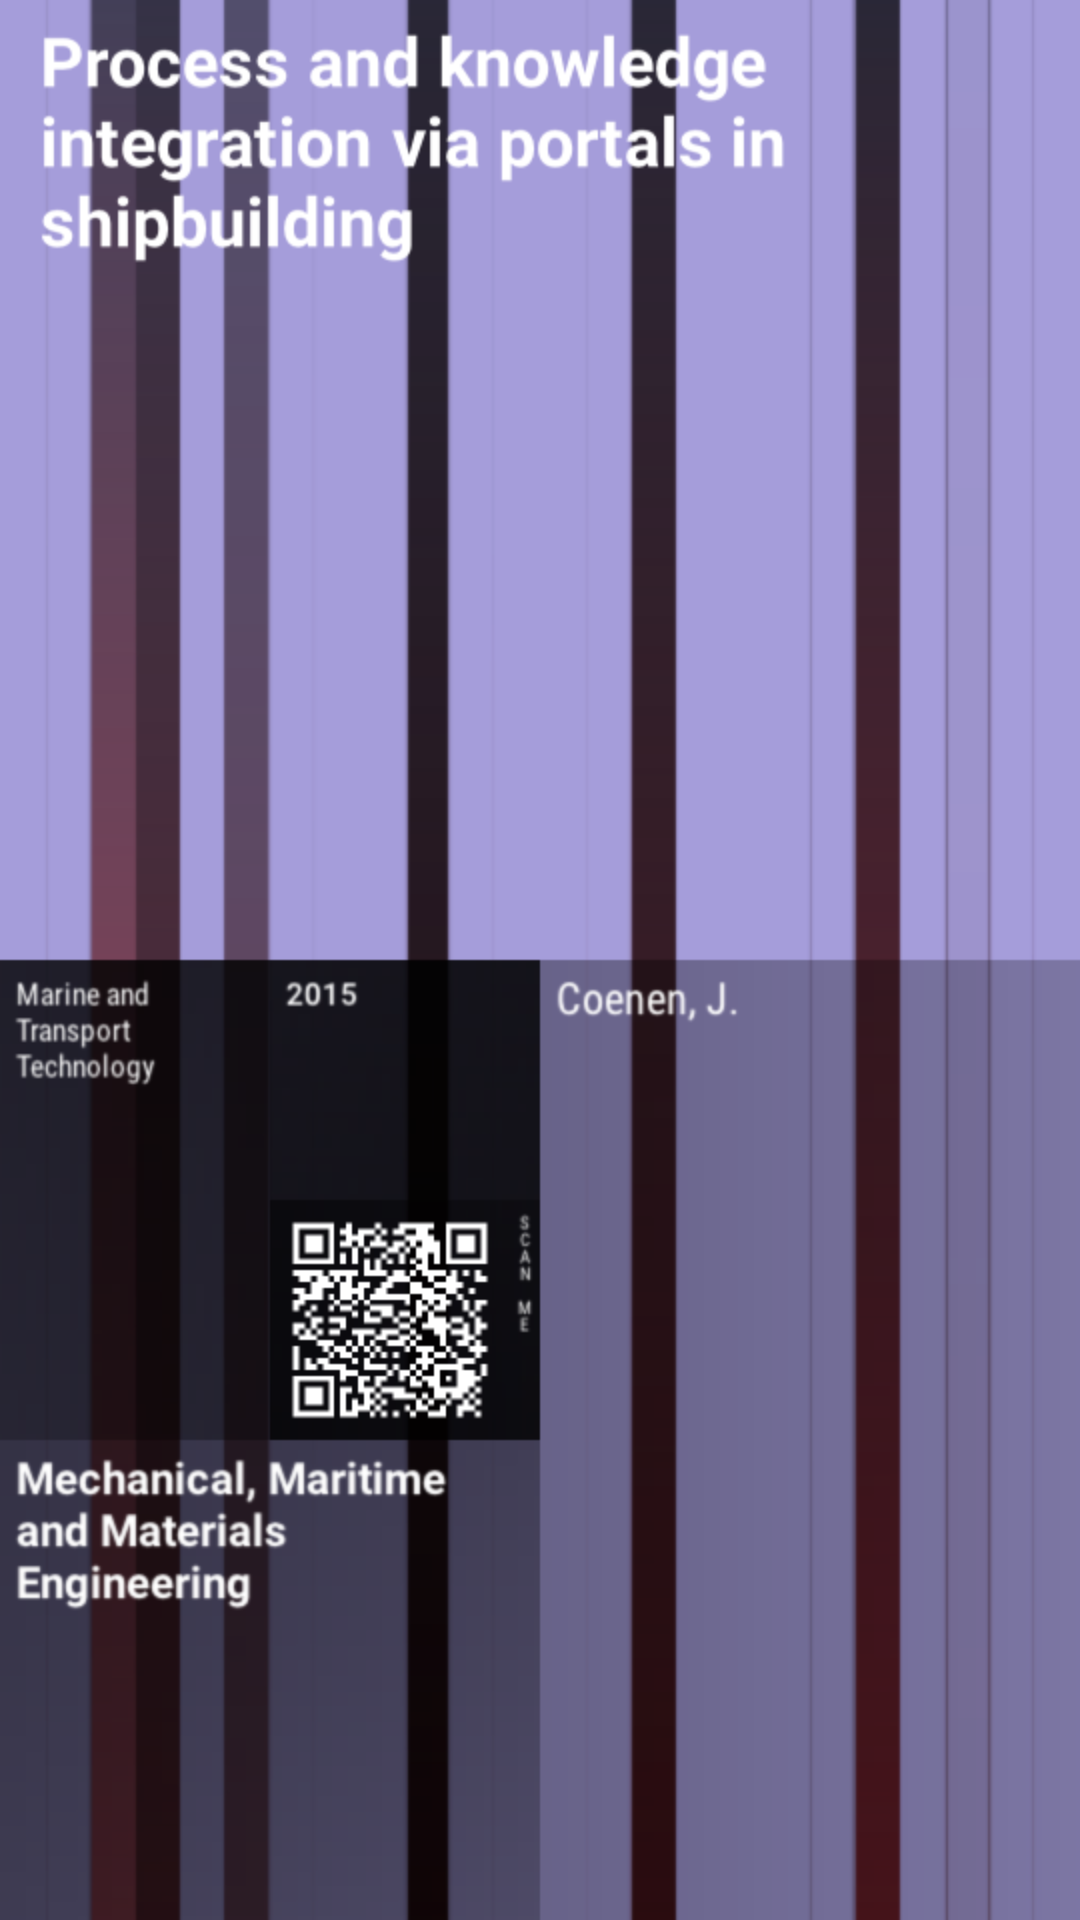 Process and knowledge
integration via portals in
shipbuilding
Marine and
Transport
Technology
2015
Coenen, J.
SCAN ME
Mechanical, Maritime
and Materials
Engineering